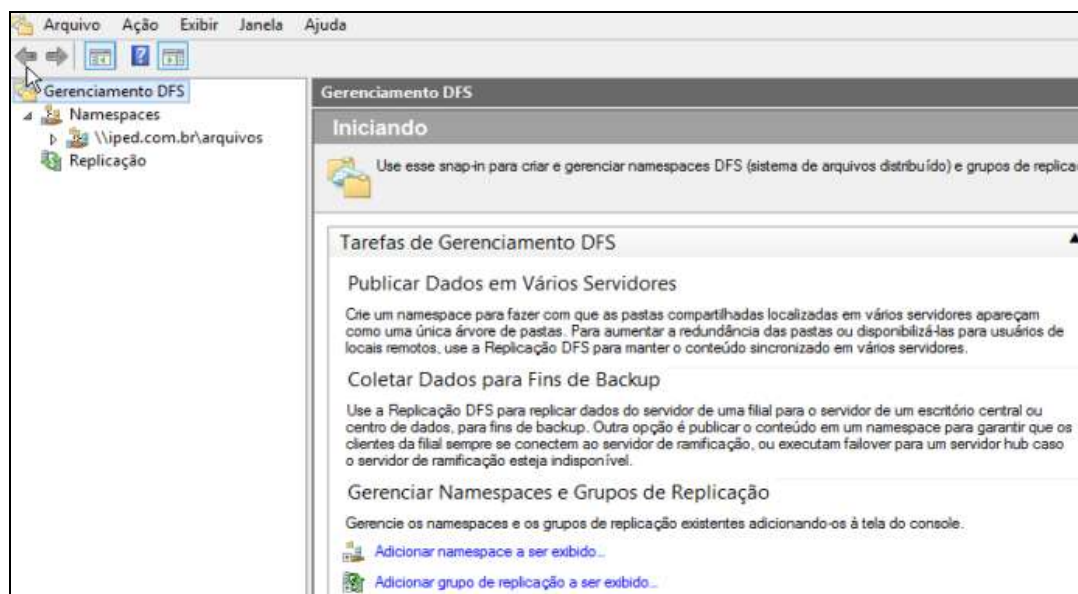 Arquivo Ação Exibir Janela Ajuda
Gerenciamento DFS
Namespaces
\\iped.com.br\arquivos
Replicação
Gerenciamento DFS
Iniciando
Use esse snap-in para criar e gerenciar namespaces DFS (sistema de arquivos distribuído) e grupos de replica
Tarefas de Gerenciamento DFS
Publicar Dados em Vários Servidores
Crie um namespace para fazer com que as pastas compartilhadas localizadas em vários servidores apareçam
como uma única árvore de pastas. Para aumentar a redundância das pastas ou disponibilizá-las para usuários de
locais remotos, use a Replicação DFS para manter o conteúdo sincronizado em vários servidores.
Coletar Dados para Fins de Backup
Use a Replicação DFS para replicar dados do servidor de uma filial para o servidor de um escritório central ou
centro de dados, para fins de backup. Outra opção é publicar o conteúdo em um namespace para garantir que os
clientes da filial sempre se conectem ao servidor de ramificação, ou executam failover para um servidor hub caso
o servidor de ramificação esteja indisponível.
Gerenciar Namespaces e Grupos de Replicação
Gerencie os namespaces e os grupos de replicação existentes adicionando-os à tela do console.
Adicionar namespace a ser exibido...
Adicionar grupo de replicação a ser exibido...